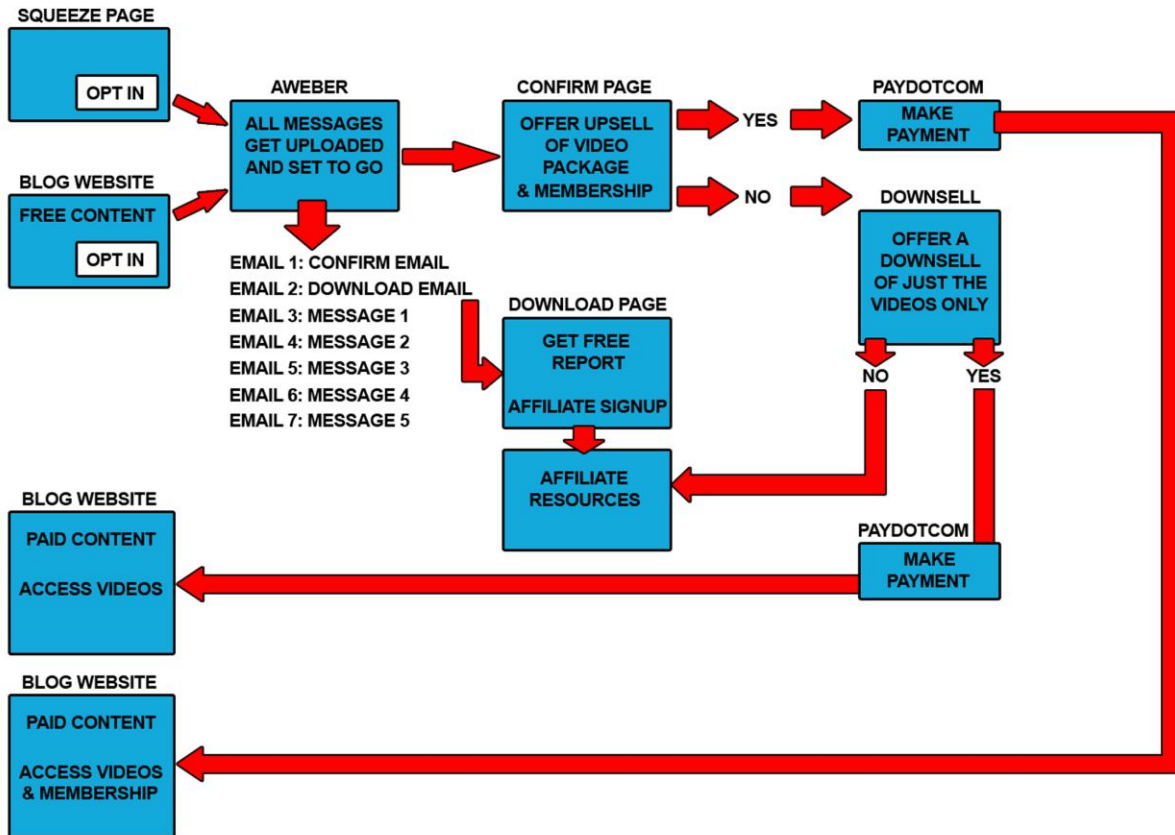 SQUEEZE PAGE
OPT IN
BLOG WEBSITE
FREE CONTENT
OPT IN
AWEBER
ALL MESSAGES
GET UPLOADED
AND SET TO GO
CONFIRM PAGE
OFFER UPSELL
OF VIDEO
PACKAGE
& MEMBERSHIP
YES
NO
PAYDOTCOM
MAKE
PAYMENT
DOWNSELL
OFFER A
DOWNSELL
OF JUST THE
VIDEOS ONLY
NO
YES
EMAIL 1: CONFIRM EMAIL
EMAIL 2: DOWNLOAD EMAIL
EMAIL 3: MESSAGE 1
EMAIL 4: MESSAGE 2
EMAIL 5: MESSAGE 3
EMAIL 6: MESSAGE 4
EMAIL 7: MESSAGE 5
DOWNLOAD PAGE
GET FREE
REPORT
AFFILIATE SIGNUP
AFFILIATE
RESOURCES
PAYDOTCOM
MAKE
PAYMENT
BLOG WEBSITE
PAID CONTENT
ACCESS VIDEOS
BLOG WEBSITE
PAID CONTENT
ACCESS VIDEOS
& MEMBERSHIP